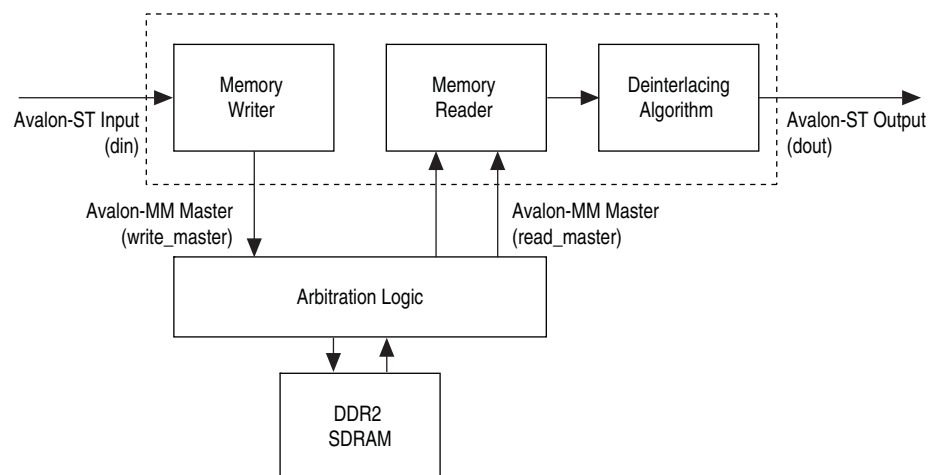 Memory
Writer
Memory
Reader
Deinterlacing
Algorithm
Avalon-ST Input
(din)
Avalon-ST Output
(dout)
Avalon-MM Master
(write_master)
Avalon-MM Master
(read_master)
Arbitration Logic
DDR2
SDRAM